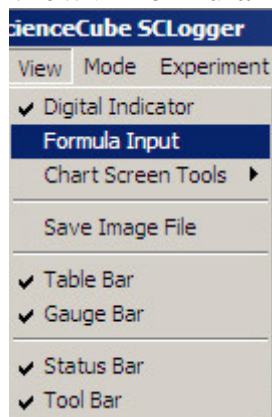 cienceCube SCLogger
View Mode Experiment
Digital Indicator
Formula Input
Chart Screen Tools
Save Image File
Table Bar
Gauge Bar
Status Bar
Tool Bar